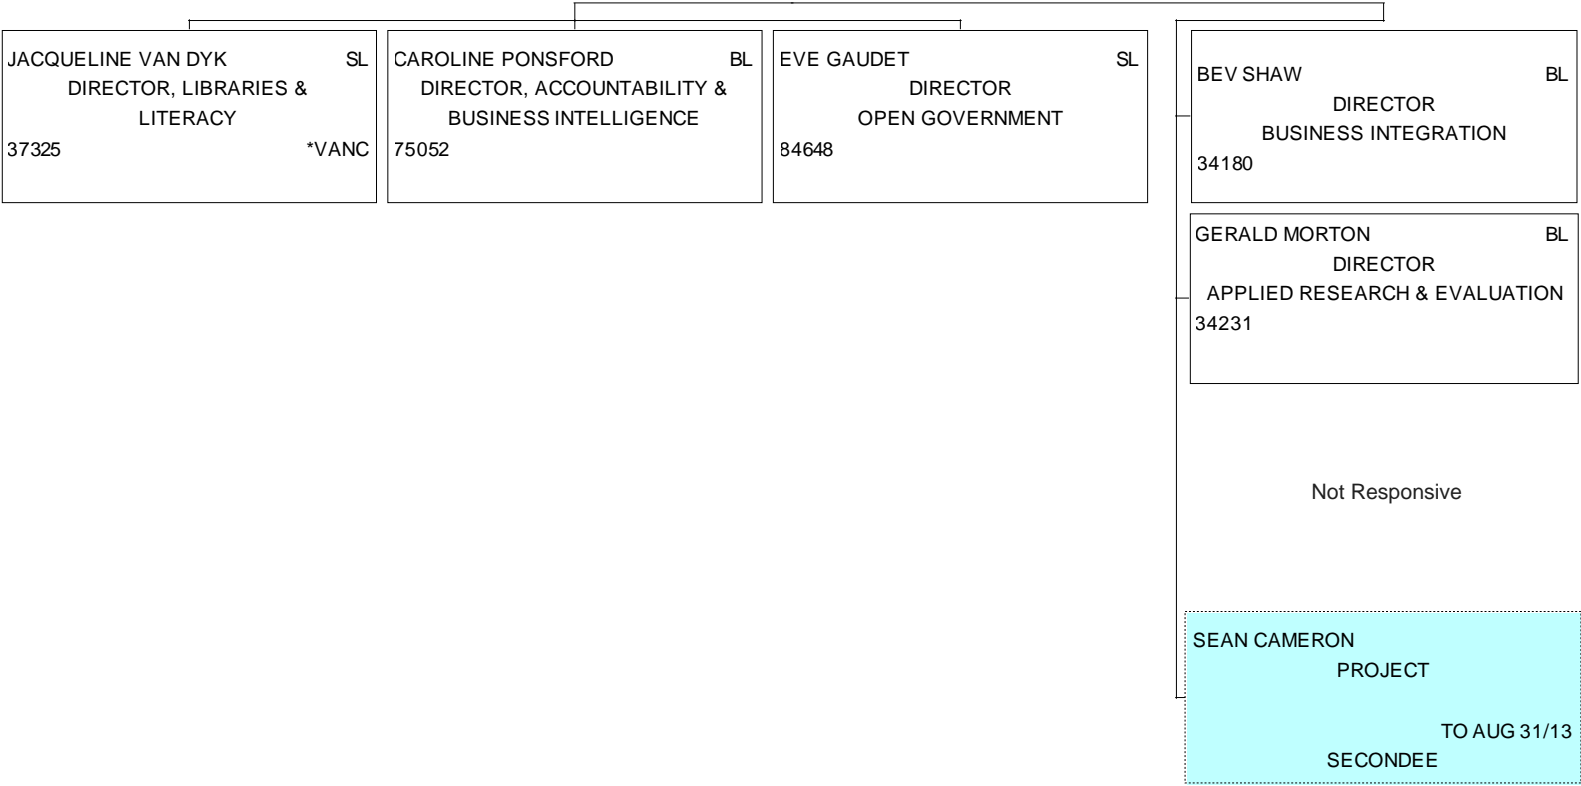 JACQUELINE VAN DYK SL
DIRECTOR, LIBRARIES &
LITERACY
37325 *VANC
CAROLINE PONSFORD BL
DIRECTOR, ACCOUNTABILITY &
BUSINESS INTELLIGENCE
75052
EVE GAUDET SL
DIRECTOR
OPEN GOVERNMENT
84648
BEV SHAW BL
DIRECTOR
BUSINESS INTEGRATION
34180
GERALD MORTON BL
DIRECTOR
APPLIED RESEARCH & EVALUATION
34231
Not Responsive
SEAN CAMERON
PROJECT
TO AUG 31/13
SECONDEE